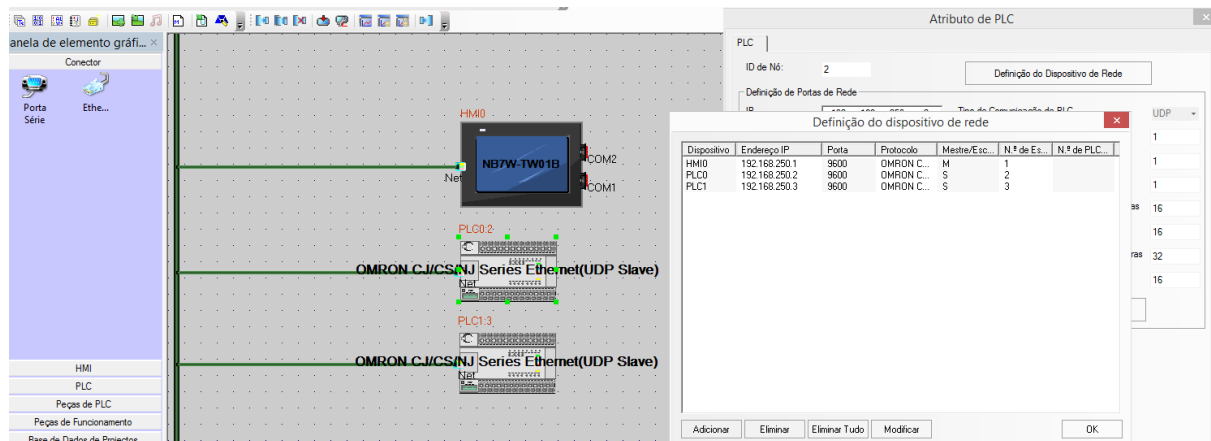 Atributo de PLC
anela de elemento gráfi...
Conector
Porta
Série
Ethe...
HMI
PLC
Peças de PLC
Peças de Funcionamento
Base de Dados de Projectos
HMI0
NB7W-TW01B
COM2
COM1
Net
PLC0:2
OMRON CJ/CS/NJ Series Ethernet(UDP Slave)
Net
PLC1:3
OMRON CJ/CS/NJ Series Ethernet(UDP Slave)
Net
PLC
ID de Nó: 2
Definição do Dispositivo de Rede
Definição de Portas de Rede
UDP
1
1
1
as 16
16
ras 32
16
Definição do dispositivo de rede
Dispositivo Endereço IP Porta Protocolo Mestre/Esc... N.º de Es... N.º de PLC...
HMI0 192.168.250.1 9600 OMRON C... M 1
PLC0 192.168.250.2 9600 OMRON C... S 2
PLC1 192.168.250.3 9600 OMRON C... S 3
Adicionar Eliminar Eliminar Tudo Modificar OK